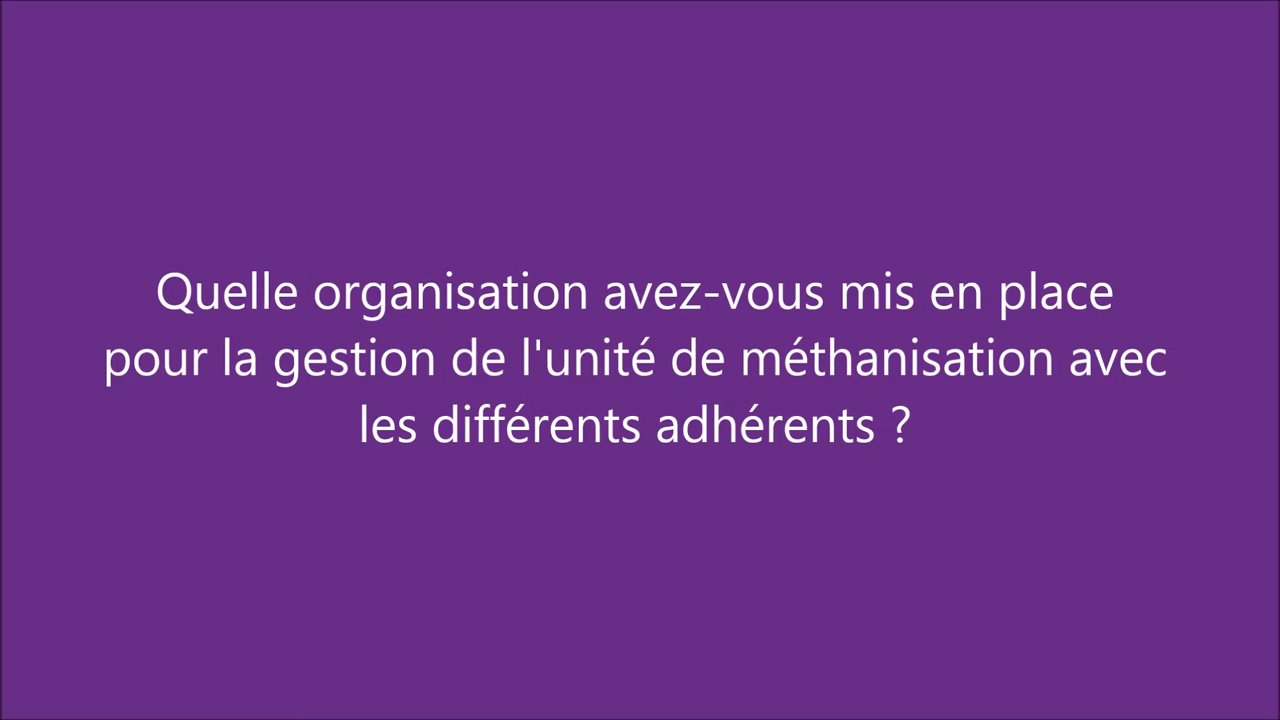 Quelle organisation avez-vous mis en place
pour la gestion de l'unité de méthanisation avec
les différents adhérents ?